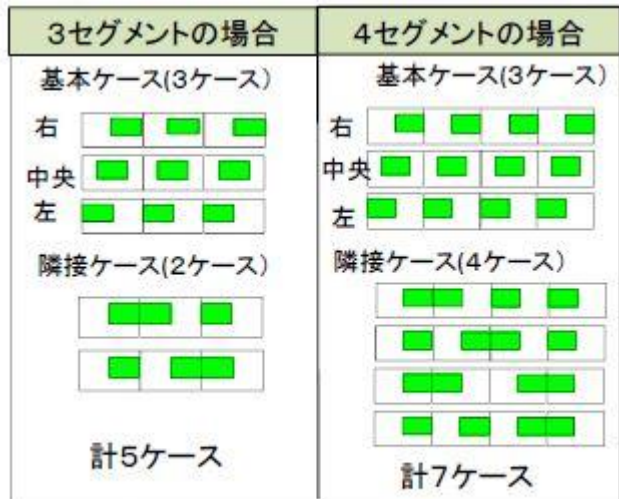 3セグメントの場合
基本ケース(3ケース)
右
中央
左
隣接ケース(2ケース)
計5ケース
4セグメントの場合
基本ケース(3ケース)
右
中央
左
隣接ケース(4ケース)
計7ケース